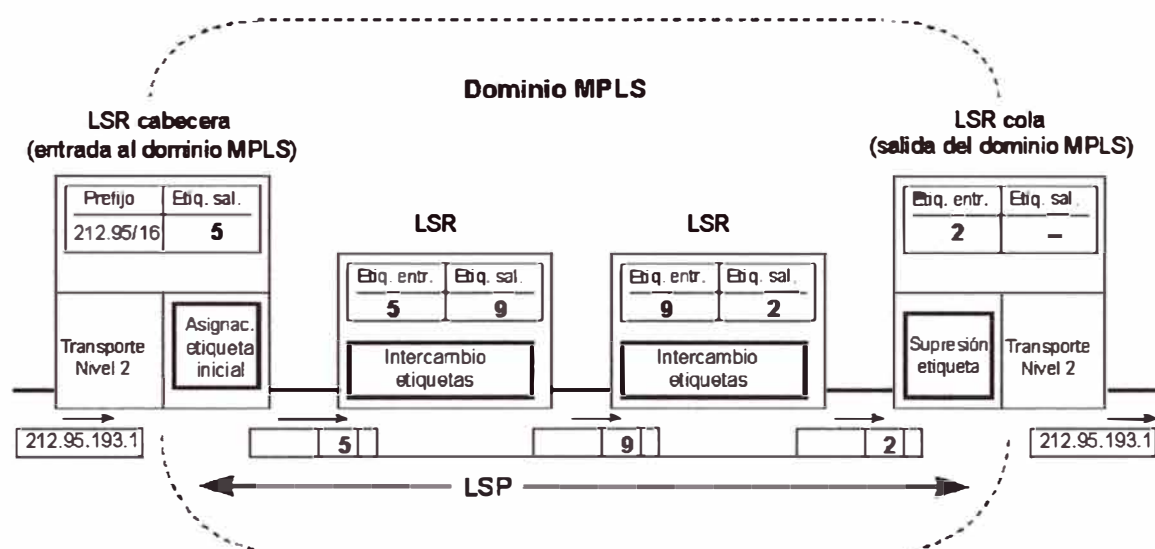 Dominio MPLS
LSR cabecera
(entrada al dominio MPLS)
LSR cola
(salida del dominio MPLS)
Prefijo
Etiq. sal.
212.95/16
5
LSR
Etiq. entr.
Etiq. sal.
5
9
LSR
Etiq. entr.
Etiq. sal.
9
2
Etiq. entr.
Etiq. sal.
2
–
Transporte
Nivel 2
Asignac.
etiqueta
inicial
Intercambio
etiquetas
Intercambio
etiquetas
Supresión
etiqueta
Transporte
Nivel 2
212.95.193.1
5
9
2
212.95.193.1
LSP